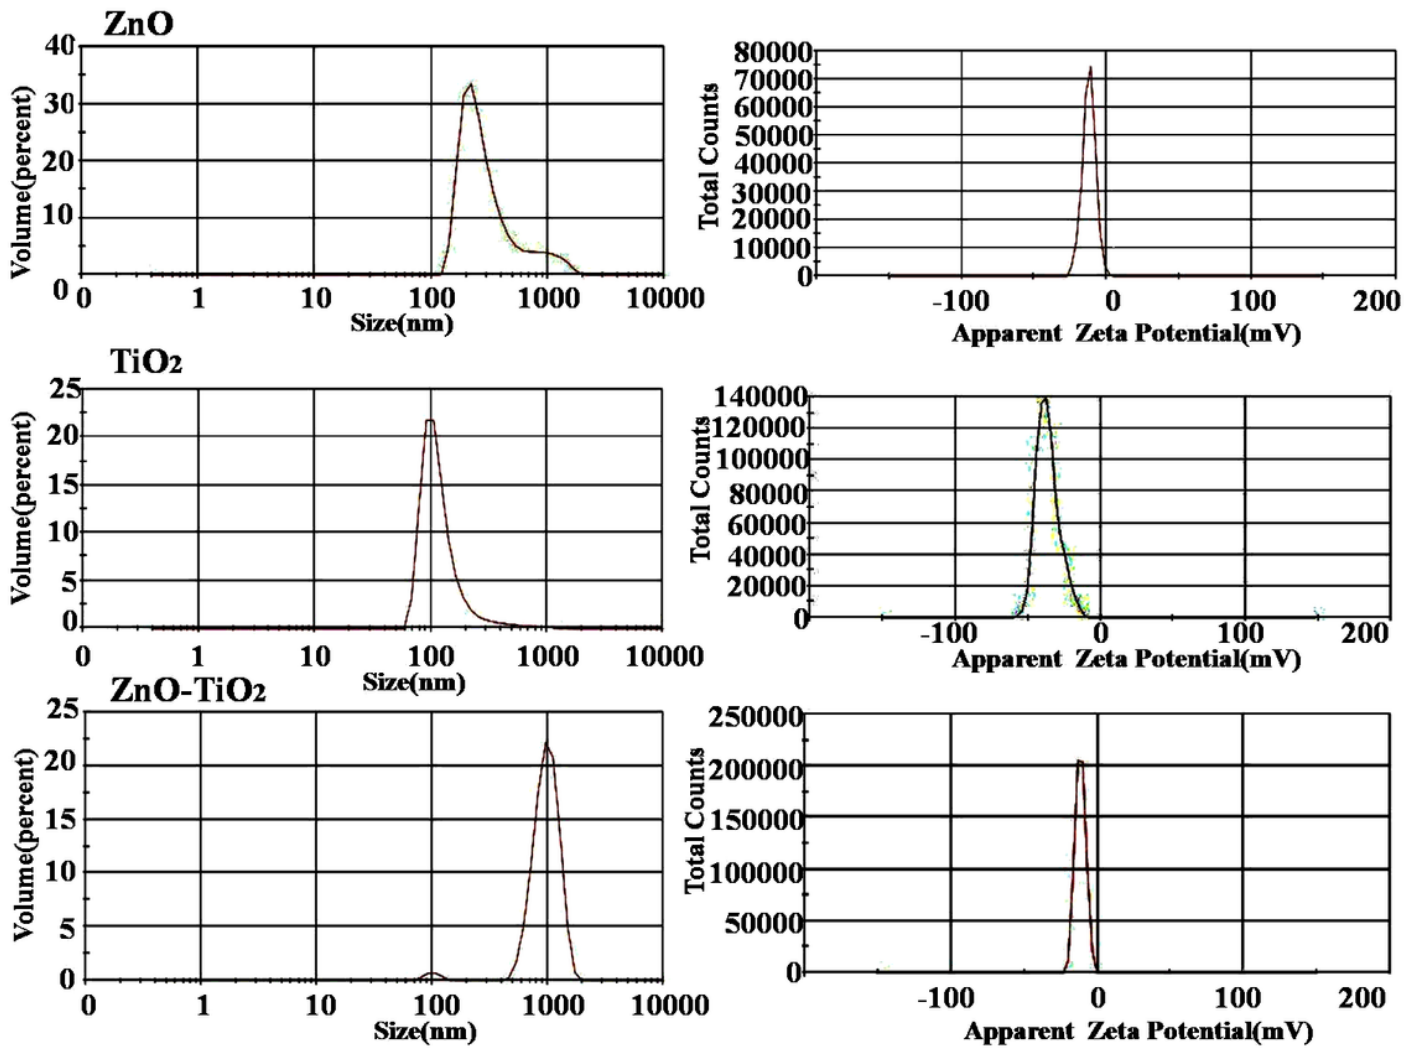 ZnO
40
30
20
10
0
Volume(percent)
0 1 10 100 1000 10000
Size(nm)
80000
70000
60000
50000
40000
30000
20000
10000
0
Total Counts
-100 0 100 200
Apparent Zeta Potential(mV)
TiO2
25
20
15
10
5
0
Volume(percent)
0 1 10 100 1000 10000
Size(nm)
140000
120000
100000
80000
60000
40000
20000
0
Total Counts
-100 0 100 200
Apparent Zeta Potential(mV)
ZnO-TiO2
25
20
15
10
5
0
Volume(percent)
0 1 10 100 1000 10000
Size(nm)
250000
200000
150000
100000
50000
0
Total Counts
-100 0 100 200
Apparent Zeta Potential(mV)